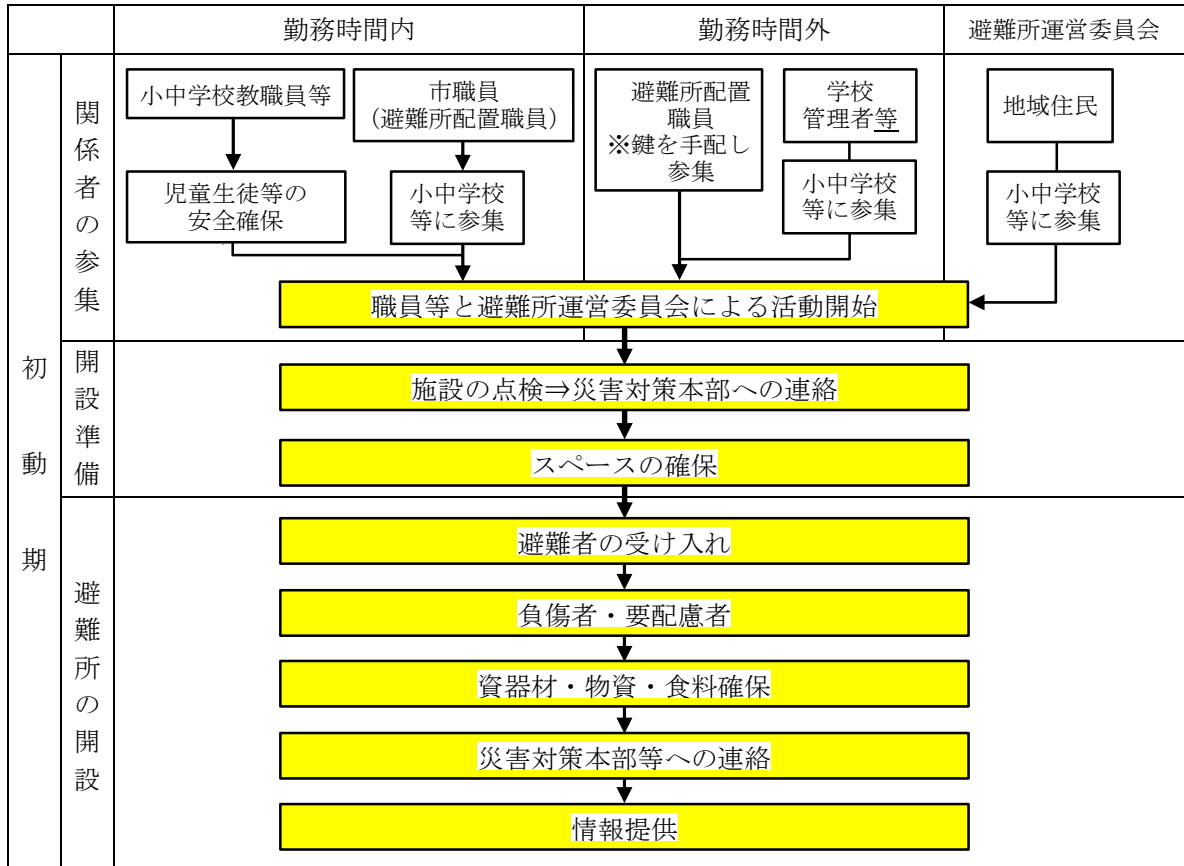 勤務時間内
勤務時間外
避難所運営委員会
初動期
関係者の参集
小中学校教職員等
児童生徒等の
安全確保
市職員
(避難所配置職員)
小中学校
等に参集
避難所配置
職員
※鍵を手配し
参集
学校
管理者等
小中学校
等に参集
地域住民
小中学校
等に参集
職員等と避難所運営委員会による活動開始
開設準備
施設の点検⇒災害対策本部への連絡
スペースの確保
避難所の開設
避難者の受け入れ
負傷者・要配慮者
資器材・物資・食料確保
災害対策本部等への連絡
情報提供